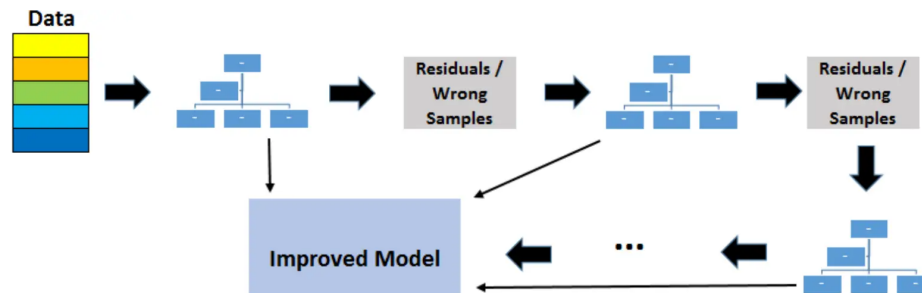 Data
Residuals /
Wrong
Samples
Residuals /
Wrong
Samples
Improved Model
...